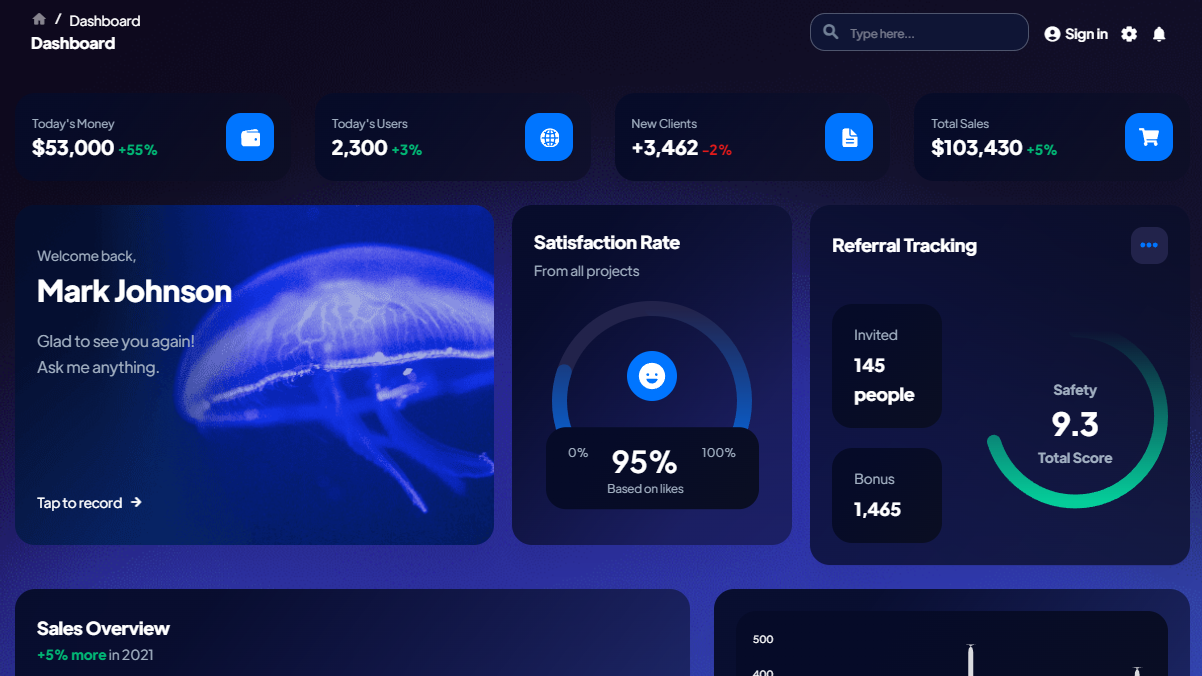 / Dashboard
Dashboard
Type here...
Sign in
Today's Money
$53,000 +55%
Today's Users
2,300 +3%
New Clients
+3,462 -2%
Total Sales
$103,430 +5%
Welcome back,
Mark Johnson
Glad to see you again!
Ask me anything.
Tap to record
Satisfaction Rate
From all projects
0%
95%
100%
Based on likes
Referral Tracking
Invited
145
people
Bonus
1,465
Safety
9.3
Total Score
Sales Overview
+5% more in 2021
500
400